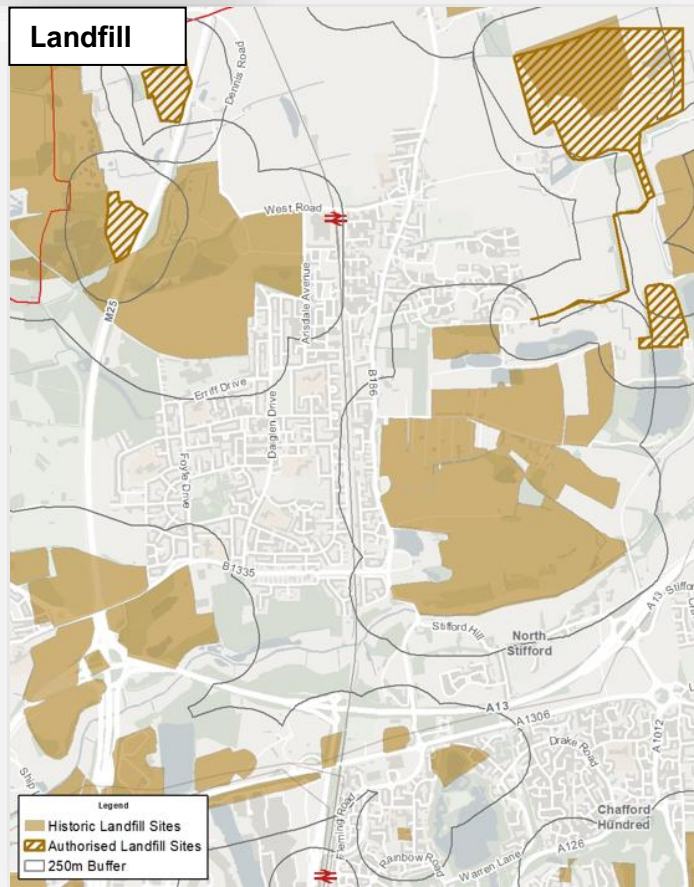 Landfill
Dennis Road
West Road
M25
Arisdale Avenue
Erriff Drive
B186
Daiglen Drive
Foyle Drive
B1335
Stifford Hill
North
Stifford
A13
A13
A1306
A1012
Drake Road
Chafford
Hundred
Fleming Road
Rainbow Road
Warren Lane
A126
Legend
Historic Landfill Sites
Authorised Landfill Sites
250m Buffer